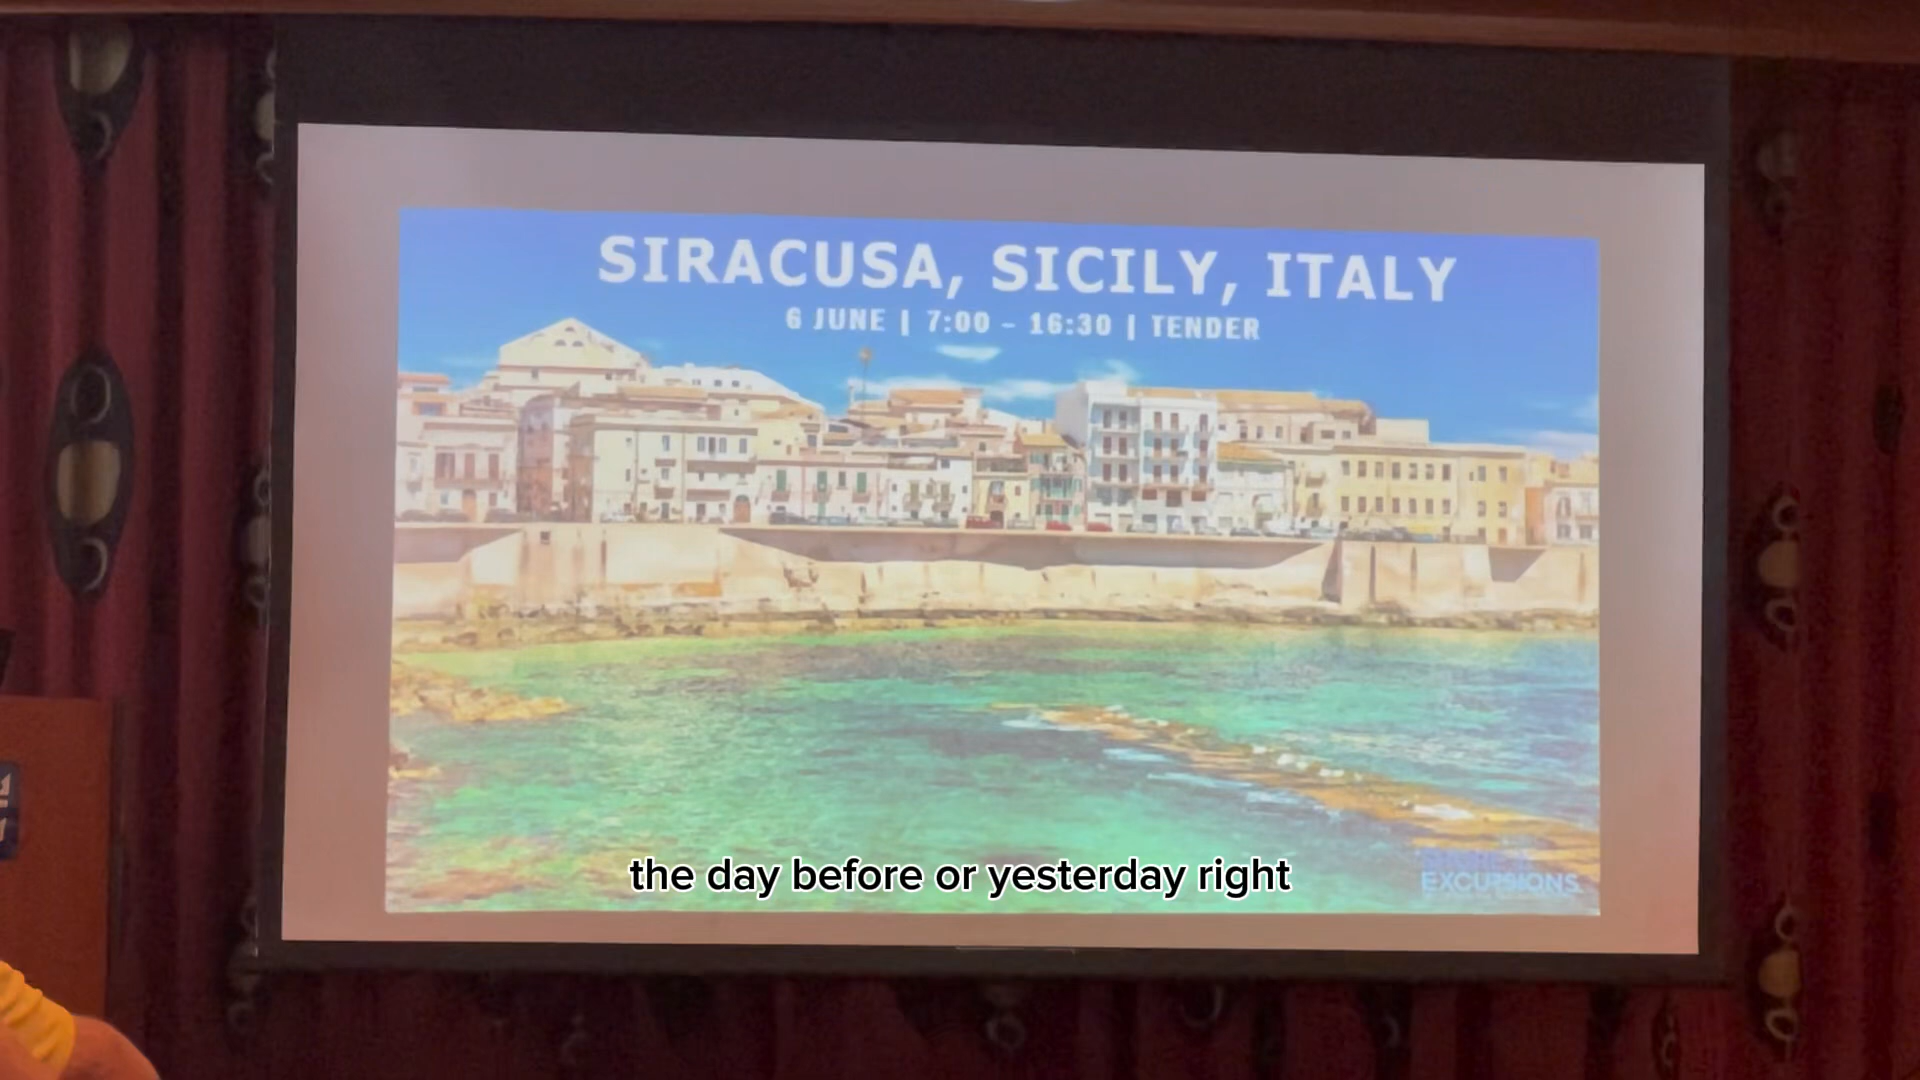 SIRACUSA, SICILY, ITALY
6 JUNE | 7:00 - 16:30 | TENDER
the day before or yesterday right
EXCURSIONS